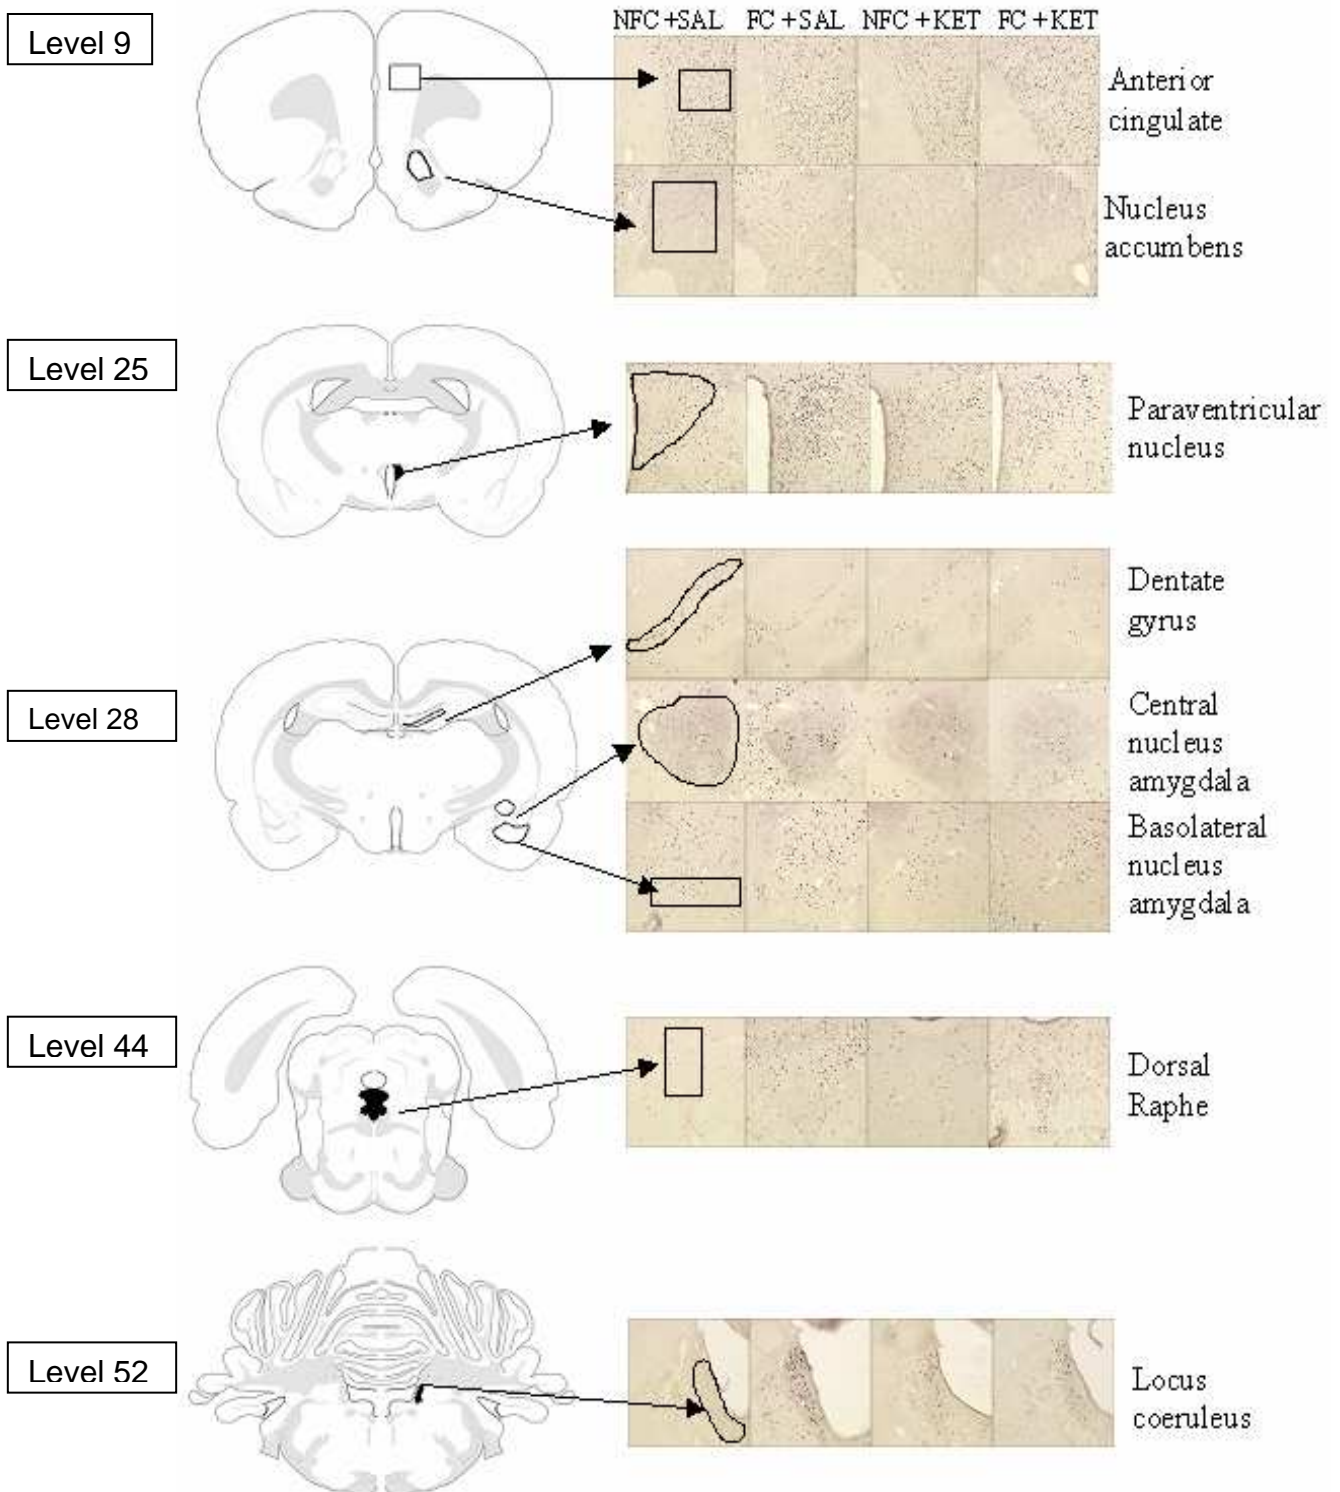 Level 9
NFC+SAL FC+SAL NFC+KET FC+KET
Anterior
cingulate
Nucleus
accumbens
Level 25
Paraventricular
nucleus
Dentate
gyrus
Level 28
Central
nucleus
amygdala
Basolateral
nucleus
amygdala
Level 44
Dorsal
Raphe
Level 52
Locus
coeruleus